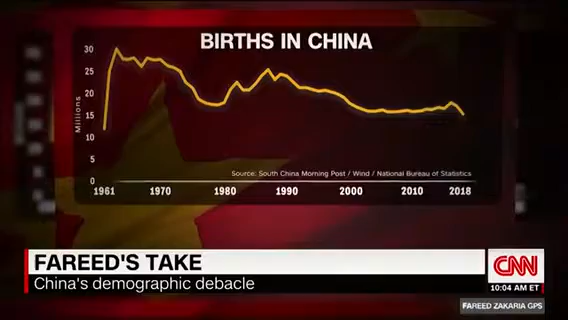 BIRTHS IN CHINA
30
25
20
15
10
5
0
Millions
Source: South China Morning Post / Wind / National Bureau of Statistics
1961 1970 1980 1990 2000 2010 2018
FAREED'S TAKE
China's demographic debacle
CNN
10:04 AM ET
FAREED ZAKARIA GPS